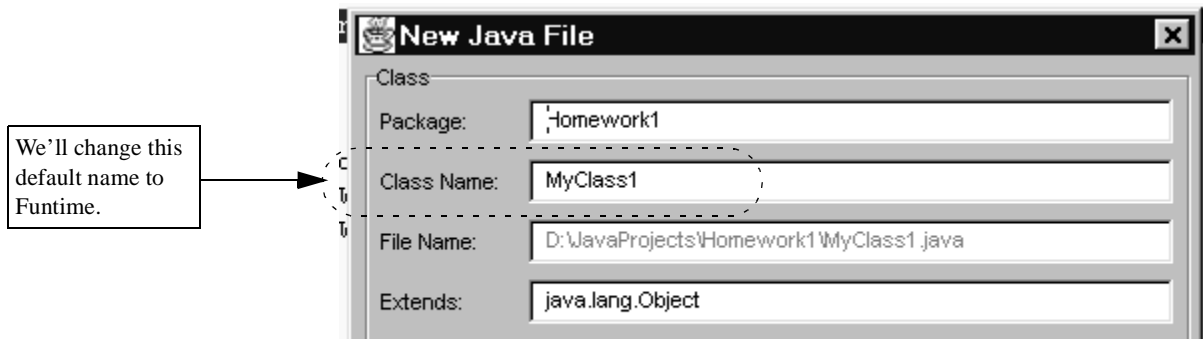 New Java File
Class
Package: Homework1
We'll change this
default name to
Funtime.
Class Name: MyClass1
File Name: D:\JavaProjects\Homework1\MyClass1.java
Extends: java.lang.Object